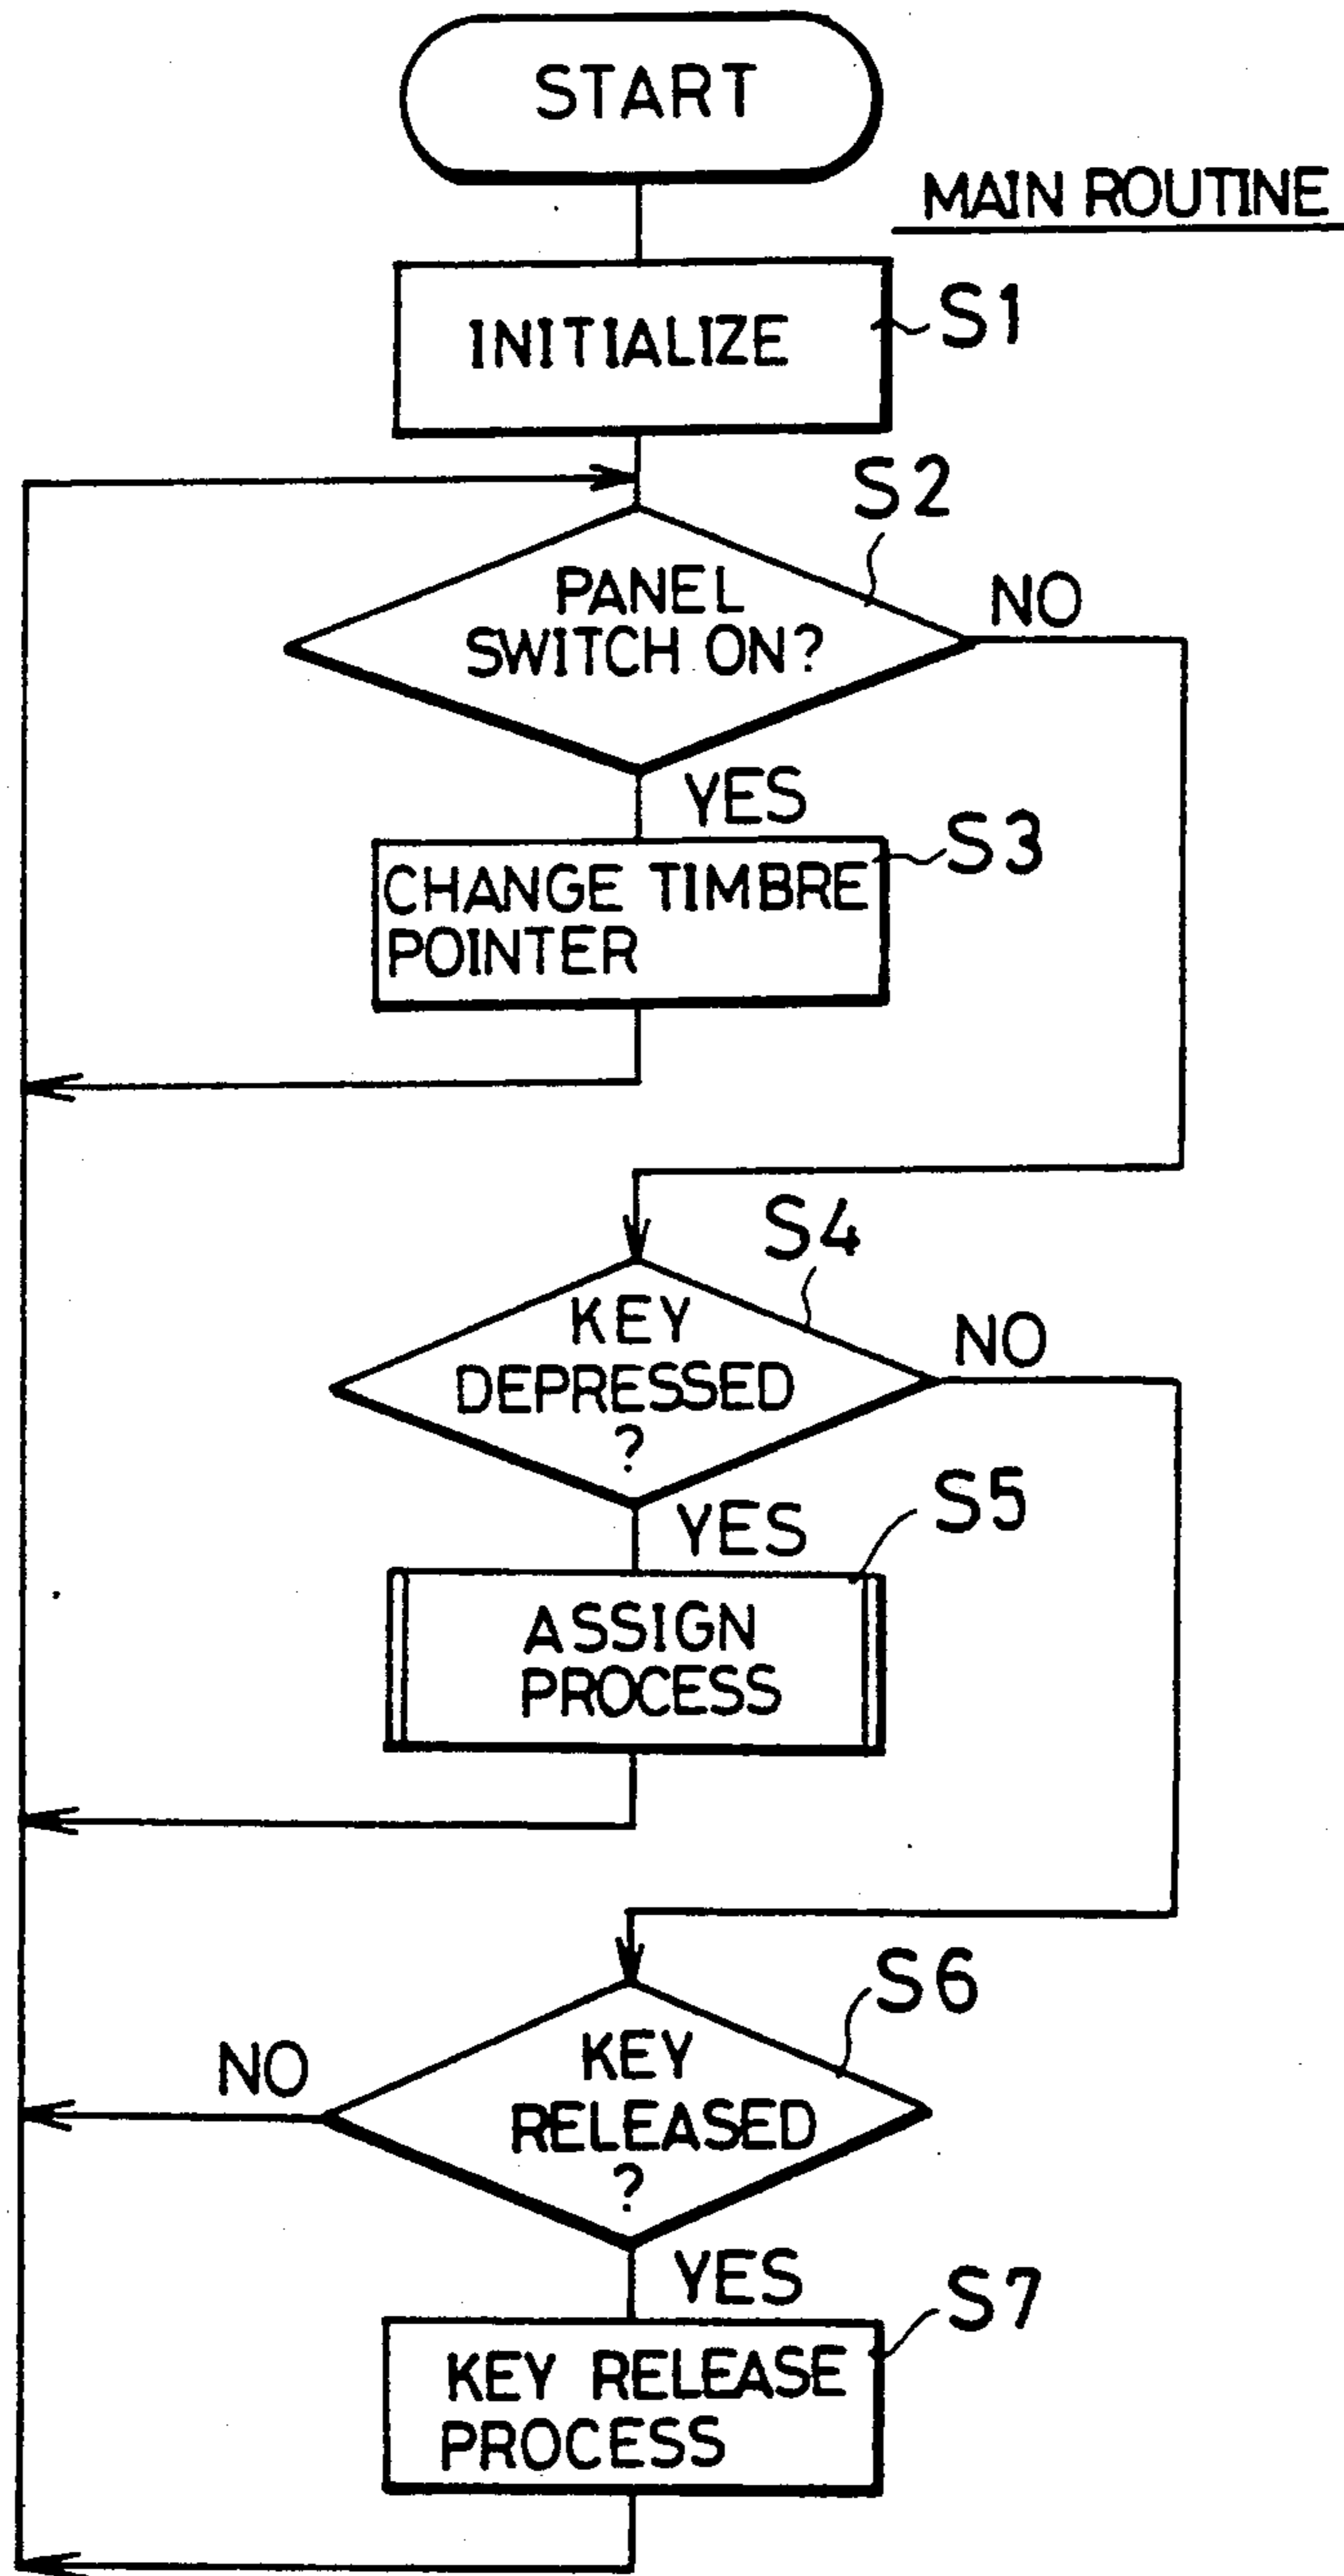 START
MAIN ROUTINE
INITIALIZE
S1
S2
PANEL
SWITCH ON?
NO
YES
S3
CHANGE TIMBRE
POINTER
S4
KEY
DEPRESSED
?
NO
YES
S5
ASSIGN
PROCESS
S6
KEY
RELEASED
?
NO
YES
S7
KEY RELEASE
PROCESS